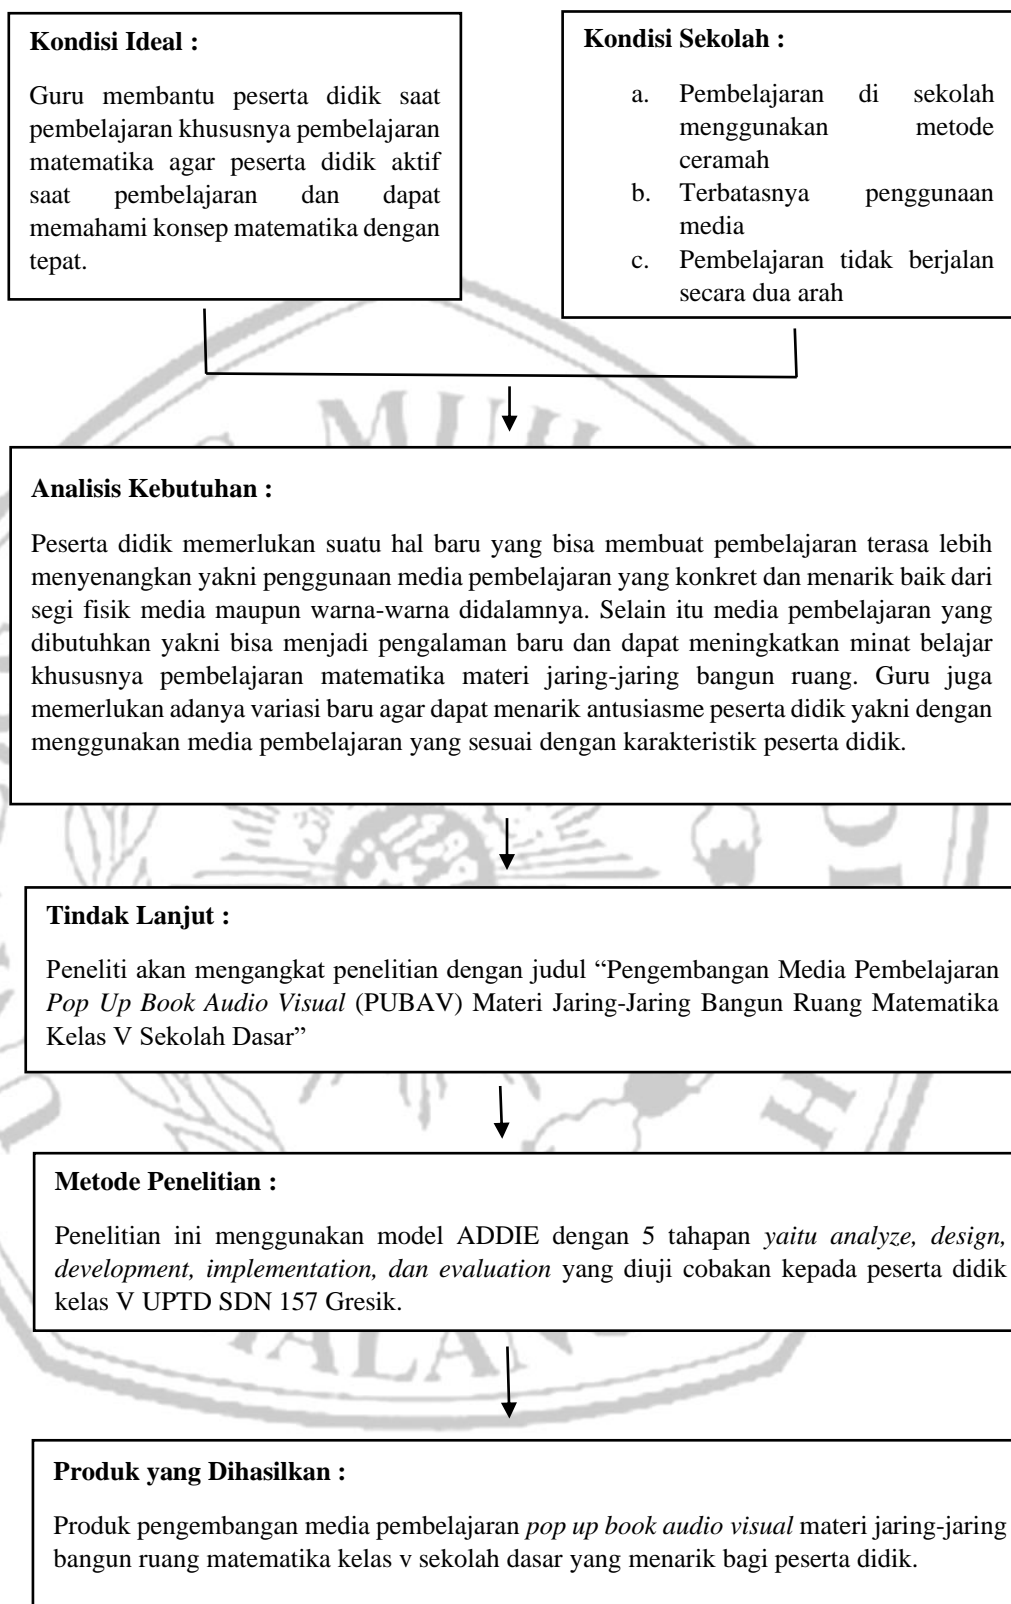 Kondisi Ideal :
Guru membantu peserta didik saat
pembelajaran khususnya pembelajaran
matematika agar peserta didik aktif
saat pembelajaran dan dapat
memahami konsep matematika dengan
tepat.
Kondisi Sekolah :
a. Pembelajaran di sekolah
menggunakan metode
ceramah
b. Terbatasnya penggunaan
media
c. Pembelajaran tidak berjalan
secara dua arah
Analisis Kebutuhan :
Peserta didik memerlukan suatu hal baru yang bisa membuat pembelajaran terasa lebih
menyenangkan yakni penggunaan media pembelajaran yang konkret dan menarik baik dari
segi fisik media maupun warna-warna didalamnya. Selain itu media pembelajaran yang
dibutuhkan yakni bisa menjadi pengalaman baru dan dapat meningkatkan minat belajar
khususnya pembelajaran matematika materi jaring-jaring bangun ruang. Guru juga
memerlukan adanya variasi baru agar dapat menarik antusiasme peserta didik yakni dengan
menggunakan media pembelajaran yang sesuai dengan karakteristik peserta didik.
Tindak Lanjut :
Peneliti akan mengangkat penelitian dengan judul “Pengembangan Media Pembelajaran
Pop Up Book Audio Visual (PUBAV) Materi Jaring-Jaring Bangun Ruang Matematika
Kelas V Sekolah Dasar”
Metode Penelitian :
Penelitian ini menggunakan model ADDIE dengan 5 tahapan yaitu analyze, design,
development, implementation, dan evaluation yang diuji cobakan kepada peserta didik
kelas V UPTD SDN 157 Gresik.
Produk yang Dihasilkan :
Produk pengembangan media pembelajaran pop up book audio visual materi jaring-jaring
bangun ruang matematika kelas v sekolah dasar yang menarik bagi peserta didik.